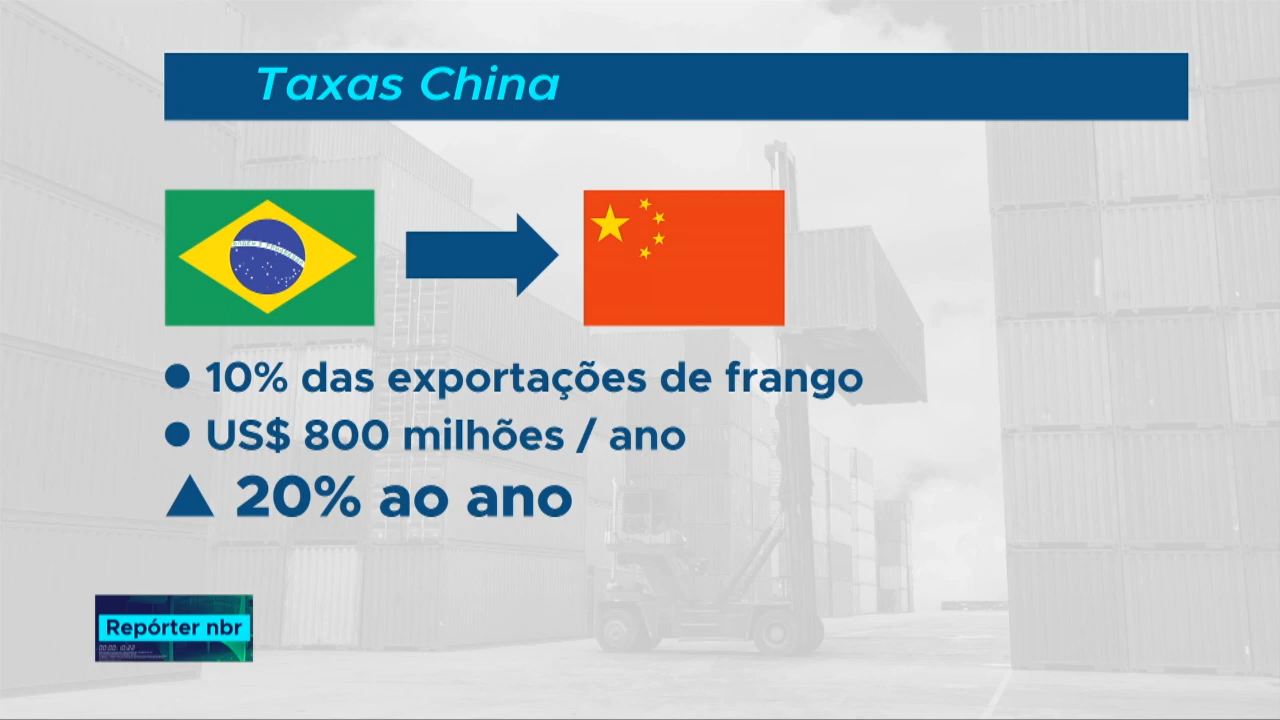 Taxas China
10% das exportações de frango
US$ 800 milhões / ano
20% ao ano
Repórter nbr